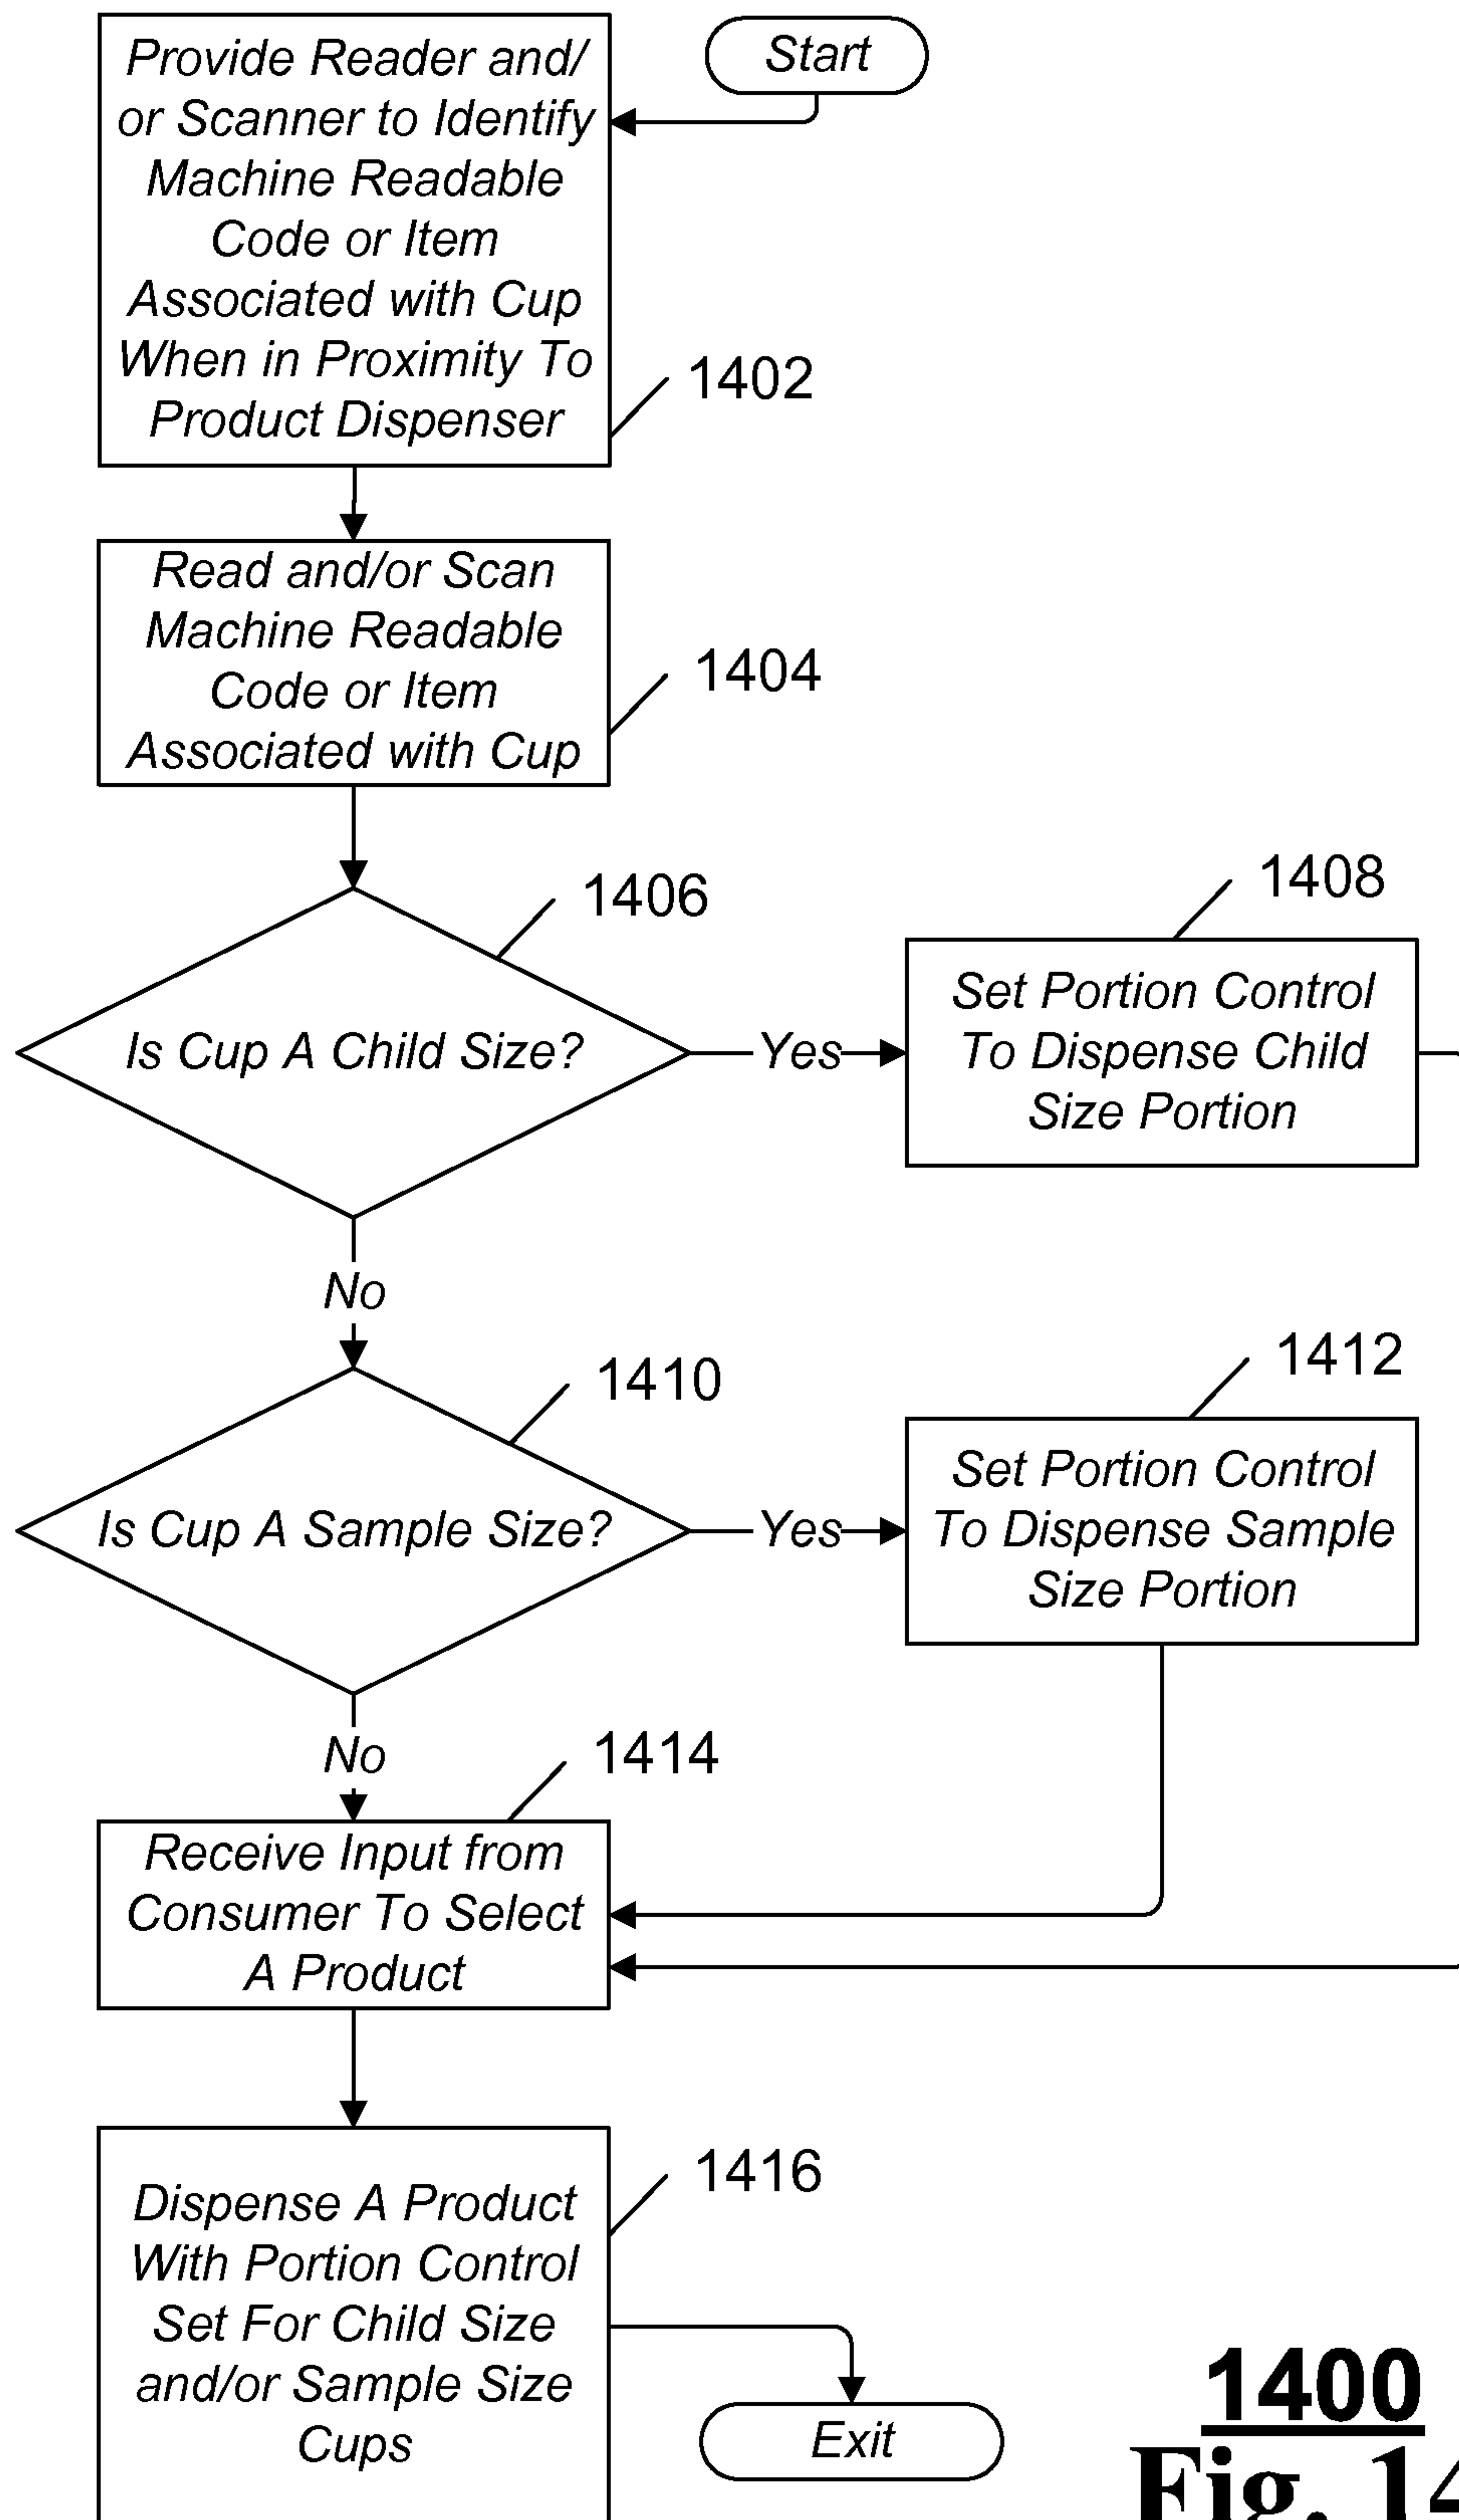 Start
Provide Reader and/
or Scanner to Identify
Machine Readable
Code or Item
Associated with Cup
When in Proximity To
Product Dispenser
1402
Read and/or Scan
Machine Readable
Code or Item
Associated with Cup
1404
1406
Is Cup A Child Size?
Yes
1408
Set Portion Control
To Dispense Child
Size Portion
No
1410
Is Cup A Sample Size?
Yes
1412
Set Portion Control
To Dispense Sample
Size Portion
No
1414
Receive Input from
Consumer To Select
A Product
1416
Dispense A Product
With Portion Control
Set For Child Size
and/or Sample Size
Cups
Exit
1400
Fig. 14